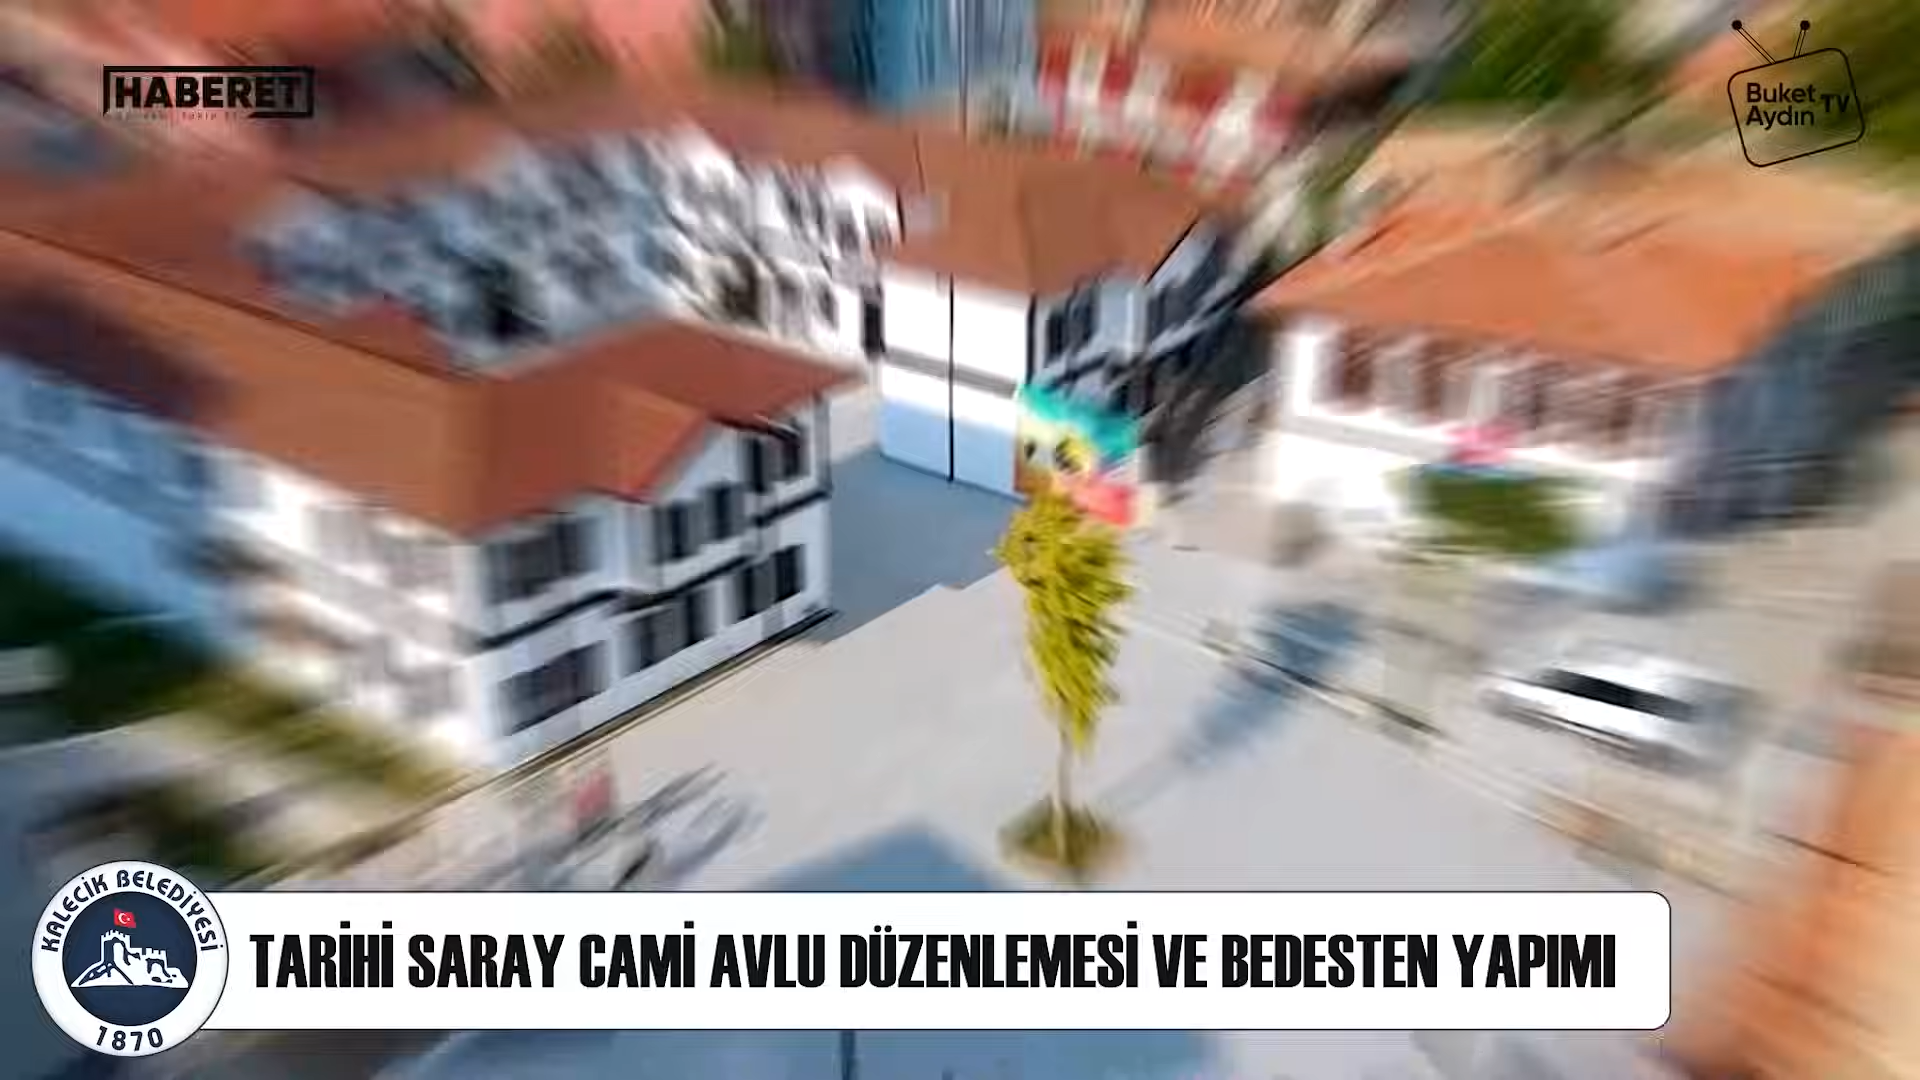 HABERET
Buket
Aydın TV
KALECİK BELEDİYESİ
1870
TARİHİ SARAY CAMİ AVLU DÜZENLEMESİ VE BEDESTEN YAPIMI